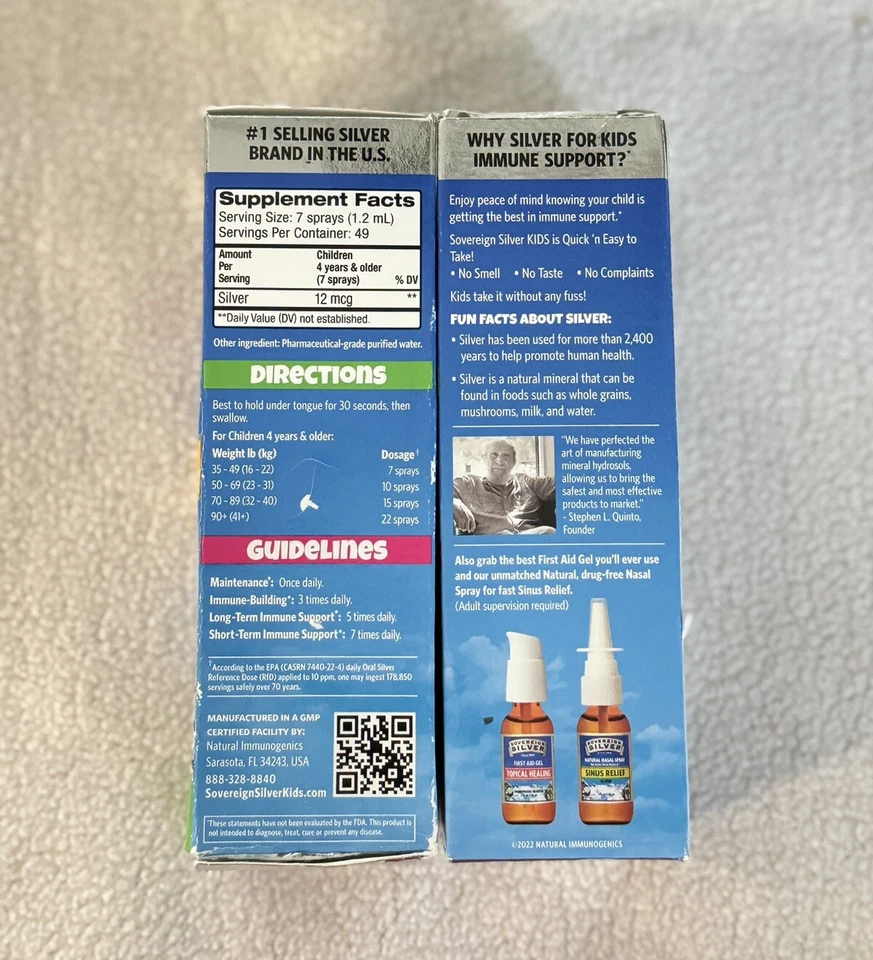 #1 SELLING SILVER
BRAND IN THE U.S.
Supplement Facts
Serving Size: 7 sprays (1.2 mL)
Servings Per Container: 49
Amount
Per
Serving
Children
4 years & older
(7 sprays)
% DV
Silver 12 mcg **
**Daily Value (DV) not established.
Other ingredient: Pharmaceutical-grade purified water.
DIRECTIONS
Best to hold under tongue for 30 seconds, then
swallow.
For Children 4 years & older:
Weight lb (kg) Dosage†
35 - 49 (16 - 22) 7 sprays
50 - 69 (23 - 31) 10 sprays
70 - 89 (32 - 40) 15 sprays
90+ (41+) 22 sprays
GUIDELINES
Maintenance*: Once daily.
Immune-Building*: 3 times daily.
Long-Term Immune Support*: 5 times daily.
Short-Term Immune Support*: 7 times daily.
†According to the EPA (CASRN 7440-22-4) daily Oral Silver
Reference Dose (RfD) applied to 10 ppm, one may ingest 178,850
servings safely over 70 years.
MANUFACTURED IN A GMP
CERTIFIED FACILITY BY:
Natural Immunogenics
Sarasota, FL 34243, USA
888-328-8840
SovereignSilverKids.com
*These statements have not been evaluated by the FDA. This product is
not intended to diagnose, treat, cure or prevent any disease.
WHY SILVER FOR KIDS
IMMUNE SUPPORT?*
Enjoy peace of mind knowing your child is
getting the best in immune support.*
Sovereign Silver KIDS is Quick 'n Easy to
Take!
• No Smell • No Taste • No Complaints
Kids take it without any fuss!
FUN FACTS ABOUT SILVER:
• Silver has been used for more than 2,400
years to help promote human health.
• Silver is a natural mineral that can be
found in foods such as whole grains,
mushrooms, milk, and water.
"We have perfected the
art of manufacturing
mineral hydrosols,
allowing us to bring the
safest and most effective
products to market."
- Stephen L. Quinto,
Founder
Also grab the best First Aid Gel you'll ever use
and our unmatched Natural, drug-free Nasal
Spray for fast Sinus Relief.
(Adult supervision required)
SOVEREIGN
SILVER
FIRST AID GEL
TOPICAL HEALING
SOVEREIGN
SILVER
NATURAL NASAL SPRAY
SINUS RELIEF
©2022 NATURAL IMMUNOGENICS